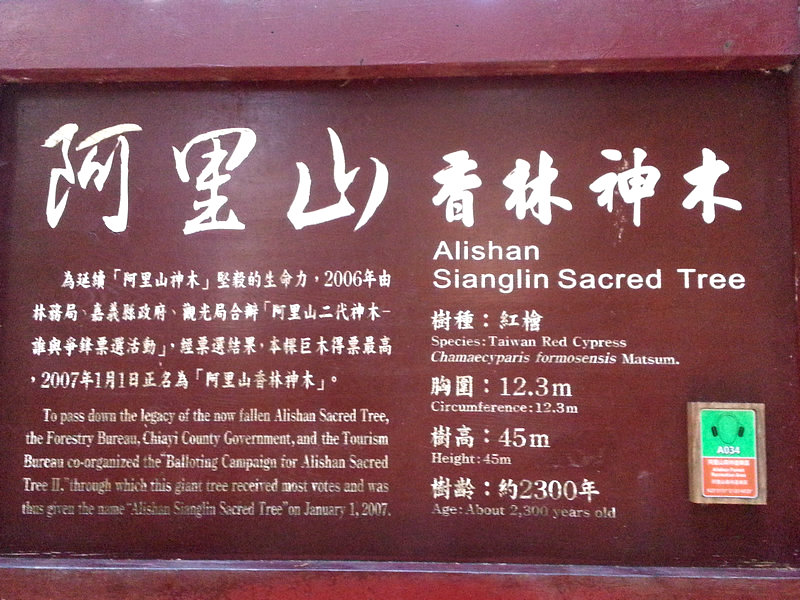 阿里山 香林神木
Alishan
Sianglin Sacred Tree
為延續「阿里山神木」堅毅的生命力，2006年由
林務局、嘉義縣政府、觀光局合辦「阿里山二代神木-
誰與爭鋒票選活動」，經票選結果，本棵巨木得票最高
，2007年1月1日正名為「阿里山香林神木」。
To pass down the legacy of the now fallen Alishan Sacred Tree,
the Forestry Bureau, Chiayi County Government, and the Tourism
Bureau co-organized the "Balloting Campaign for Alishan Sacred
Tree II." through which this giant tree received most votes and was
thus given the name "Alishan Sianglin Sacred Tree" on January 1, 2007.
樹種：紅檜
Species: Taiwan Red Cypress
Chamaecyparis formosensis Matsum.
胸圍：12.3m
Circumference: 12.3m
樹高：45m
Height: 45m
樹齡：約2300年
Age: About 2,300 years old
A034